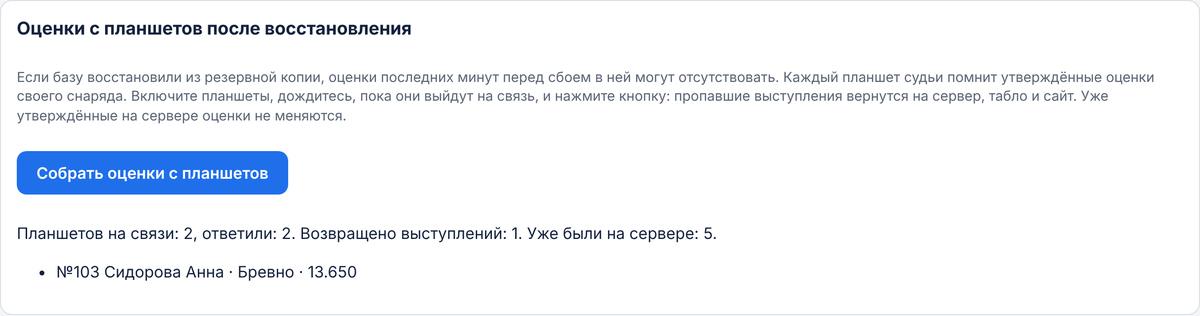 Оценки с планшетов после восстановления
Если базу восстановили из резервной копии, оценки последних минут перед сбоем в ней могут отсутствовать. Каждый планшет судьи помнит утверждённые оценки
своего снаряда. Включите планшеты, дождитесь, пока они выйдут на связь, и нажмите кнопку: пропавшие выступления вернутся на сервер, табло и сайт. Уже
утверждённые на сервере оценки не меняются.
Собрать оценки с планшетов
Планшетов на связи: 2, ответили: 2. Возвращено выступлений: 1. Уже были на сервере: 5.
• №103 Сидорова Анна · Бревно · 13.650